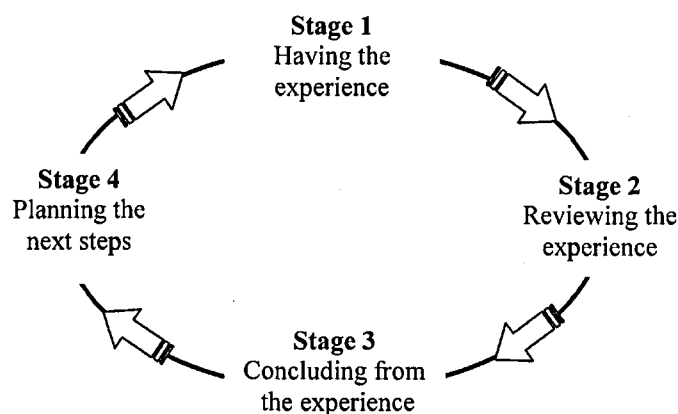 Stage 1
Having the
experience
Stage 2
Reviewing the
experience
Stage 3
Concluding from
the experience
Stage 4
Planning the
next steps